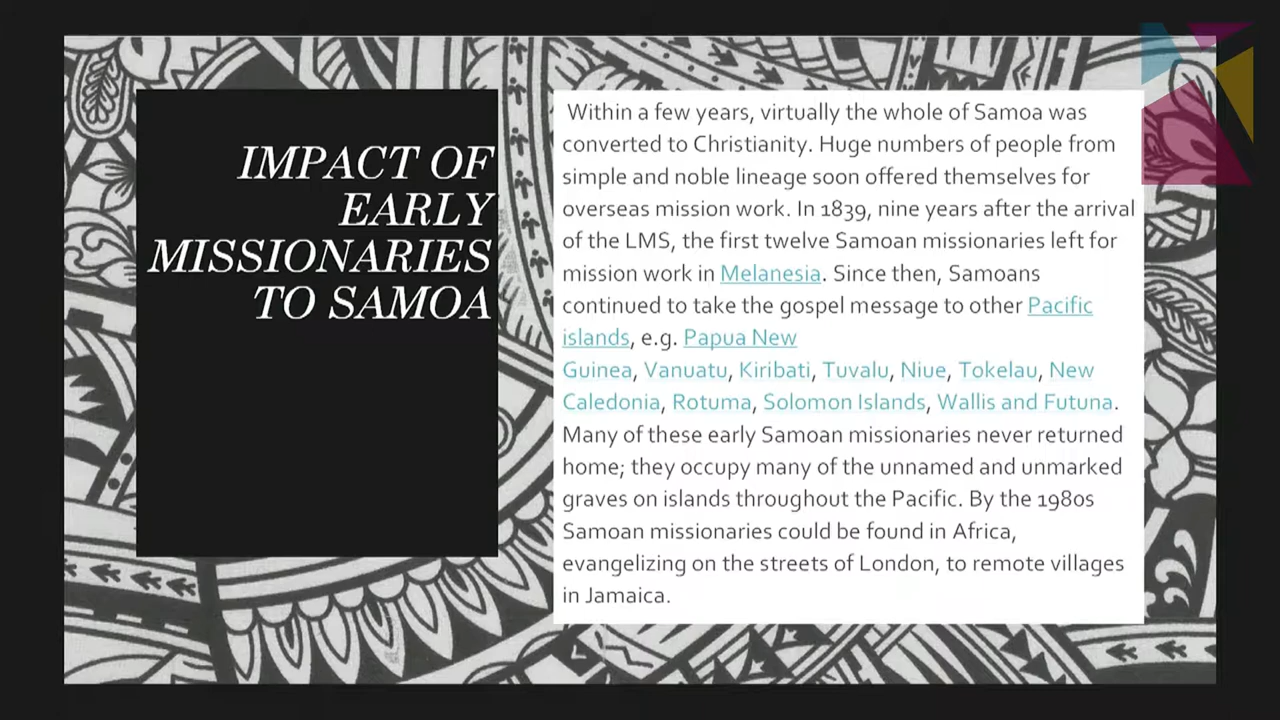 IMPACT OF
EARLY
MISSIONARIES
TO SAMOA
Within a few years, virtually the whole of Samoa was
converted to Christianity. Huge numbers of people from
simple and noble lineage soon offered themselves for
overseas mission work. In 1839, nine years after the arrival
of the LMS, the first twelve Samoan missionaries left for
mission work in Melanesia. Since then, Samoans
continued to take the gospel message to other Pacific
islands, e.g. Papua New
Guinea, Vanuatu, Kiribati, Tuvalu, Niue, Tokelau, New
Caledonia, Rotuma, Solomon Islands, Wallis and Futuna.
Many of these early Samoan missionaries never returned
home; they occupy many of the unnamed and unmarked
graves on islands throughout the Pacific. By the 1980s
Samoan missionaries could be found in Africa,
evangelizing on the streets of London, to remote villages
in Jamaica.